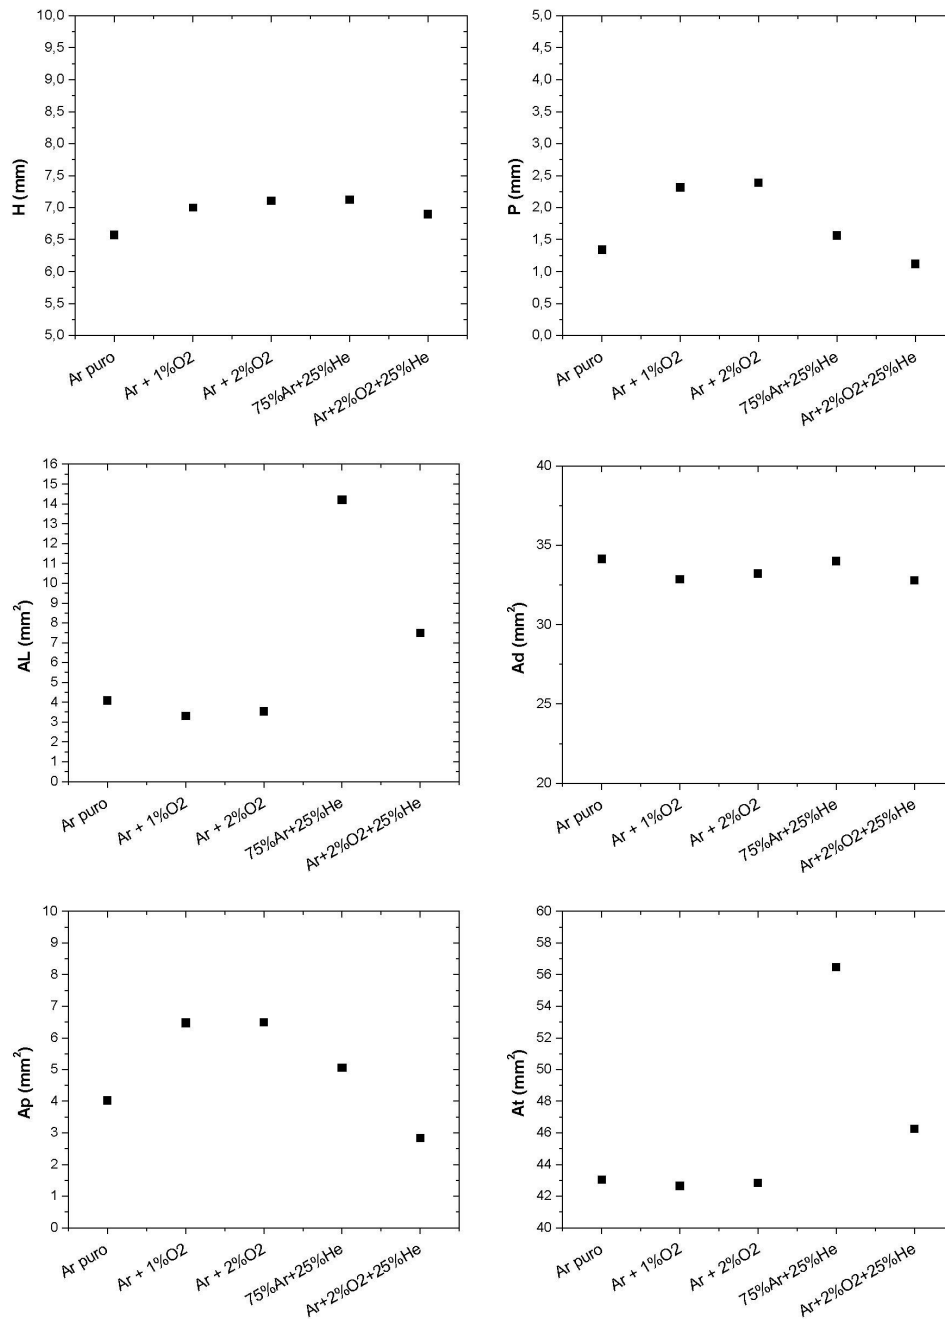 10,0
9,5
9,0
8,5
8,0
7,5
7,0
6,5
6,0
5,5
5,0
H (mm)
Ar puro
Ar + 1%O2
Ar + 2%O2
75%Ar+25%He
Ar+2%O2+25%He
5,0
4,5
4,0
3,5
3,0
2,5
2,0
1,5
1,0
0,5
0,0
P (mm)
Ar puro
Ar + 1%O2
Ar + 2%O2
75%Ar+25%He
Ar+2%O2+25%He
16
15
14
13
12
11
10
9
8
7
6
5
4
3
2
1
0
AL (mm²)
Ar puro
Ar + 1%O2
Ar + 2%O2
75%Ar+25%He
Ar+2%O2+25%He
40
35
30
25
20
Ad (mm²)
Ar puro
Ar + 1%O2
Ar + 2%O2
75%Ar+25%He
Ar+2%O2+25%He
10
9
8
7
6
5
4
3
2
1
0
Ap (mm²)
Ar puro
Ar + 1%O2
Ar + 2%O2
75%Ar+25%He
Ar+2%O2+25%He
60
58
56
54
52
50
48
46
44
42
40
At (mm²)
Ar puro
Ar + 1%O2
Ar + 2%O2
75%Ar+25%He
Ar+2%O2+25%He